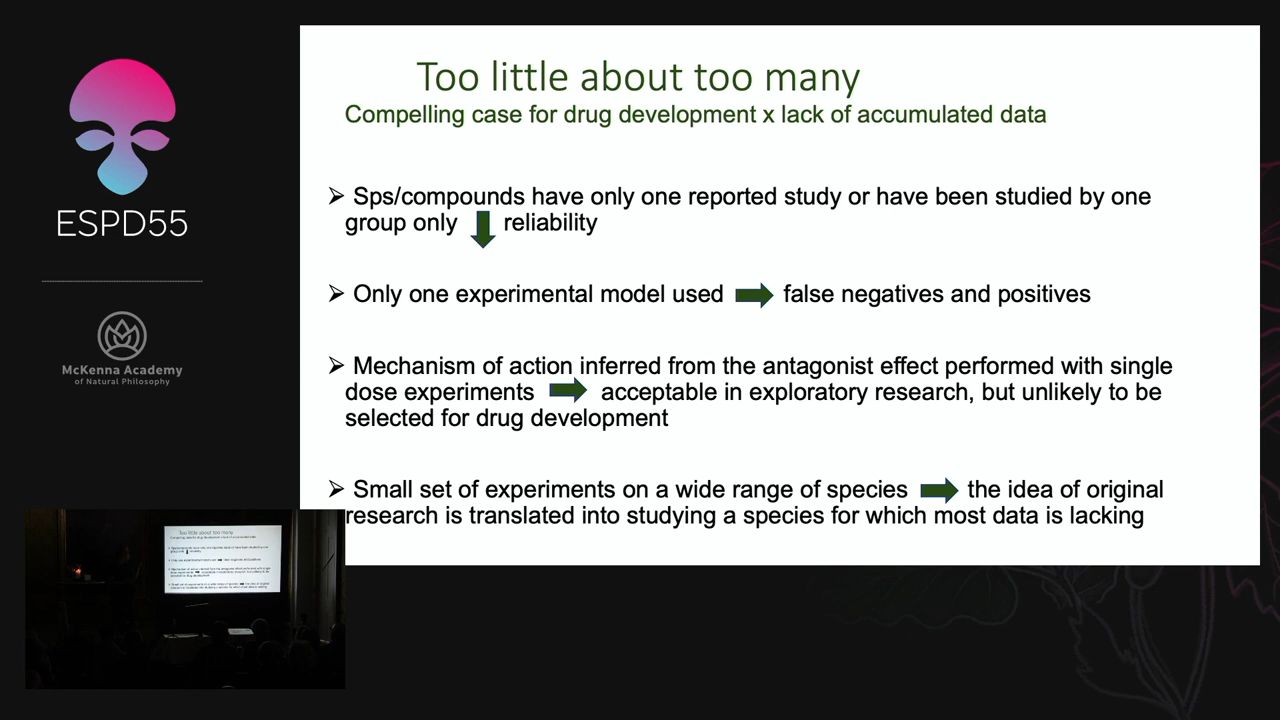 ESPD55
McKenna Academy
of Natural Philosophy
Too little about too many
Compelling case for drug development x lack of accumulated data
➢ Sps/compounds have only one reported study or have been studied by one
group only reliability
➢ Only one experimental model used false negatives and positives
➢ Mechanism of action inferred from the antagonist effect performed with single
dose experiments acceptable in exploratory research, but unlikely to be
selected for drug development
➢ Small set of experiments on a wide range of species the idea of original
research is translated into studying a species for which most data is lacking
Too little about too many